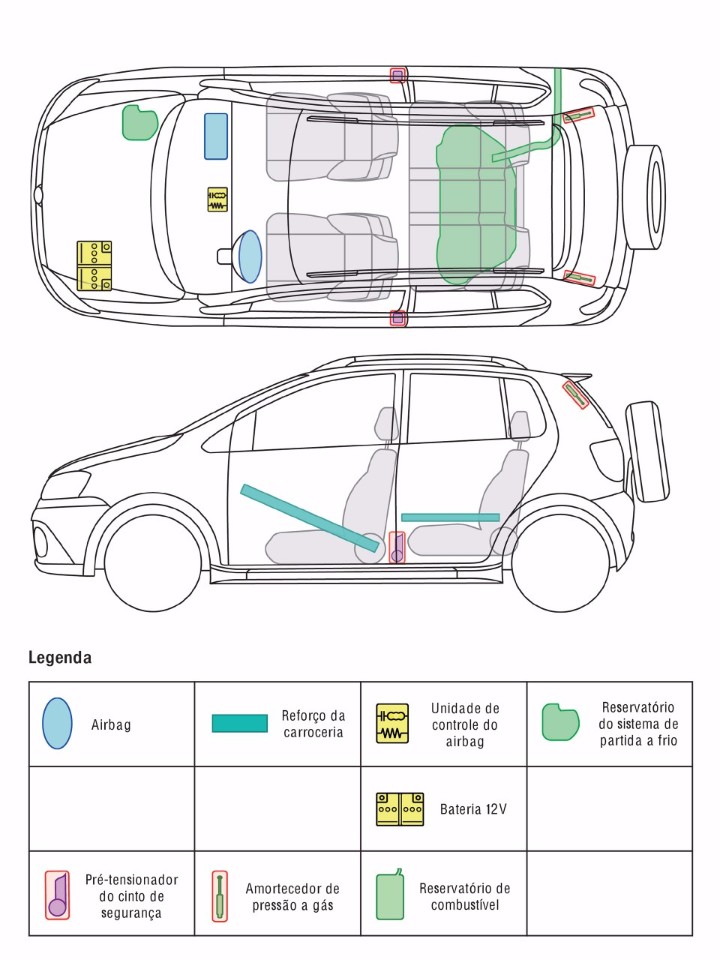 Legenda
Airbag
Reforço da
carroceria
Unidade de
controle do
airbag
Reservatório
do sistema de
partida a frio
Bateria 12V
Pré-tensionador
do cinto de
segurança
Amortecedor de
pressão a gás
Reservatório de
combustível